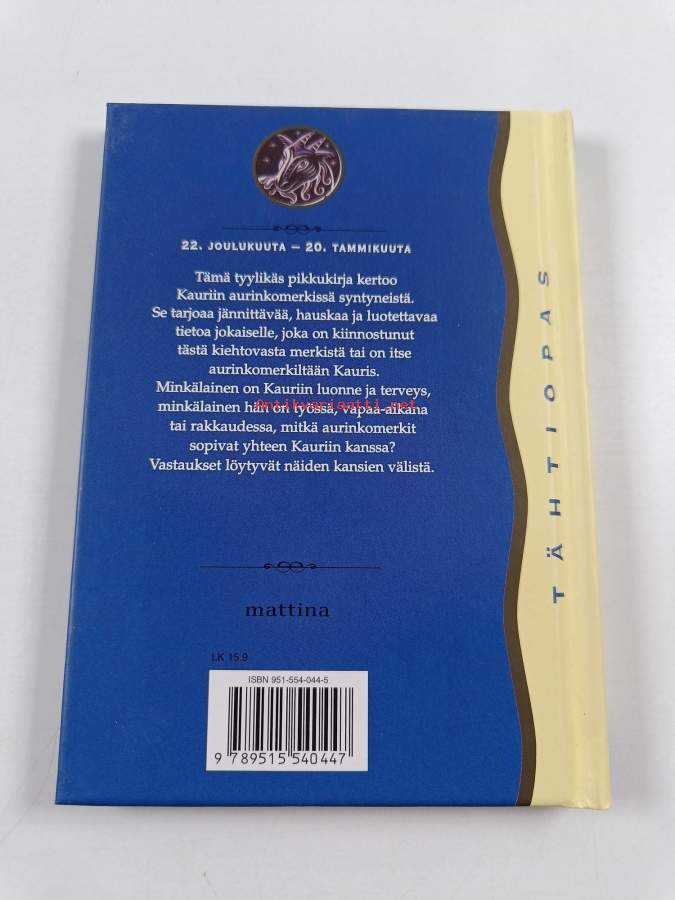 22. JOULUKUUTA – 20. TAMMIKUUTA
Tämä tyylikäs pikkukirja kertoo
Kauriin aurinkomerkissä syntyneistä.
Se tarjoaa jännittävää, hauskaa ja luotettavaa
tietoa jokaiselle, joka on kiinnostunut
tästä kiehtovasta merkistä tai on itse
aurinkomerkiltään Kauris.
Minkälainen on Kauriin luonne ja terveys,
Antikvariaatti.net
minkälainen hän on työssä, vapaa-aikana
tai rakkaudessa, mitkä aurinkomerkit
sopivat yhteen Kauriin kanssa?
Vastaukset löytyvät näiden kansien välistä.
mattina
LK 15.9
ISBN 951-554-044-5
9 789515 540447
TÄHTIOPAS